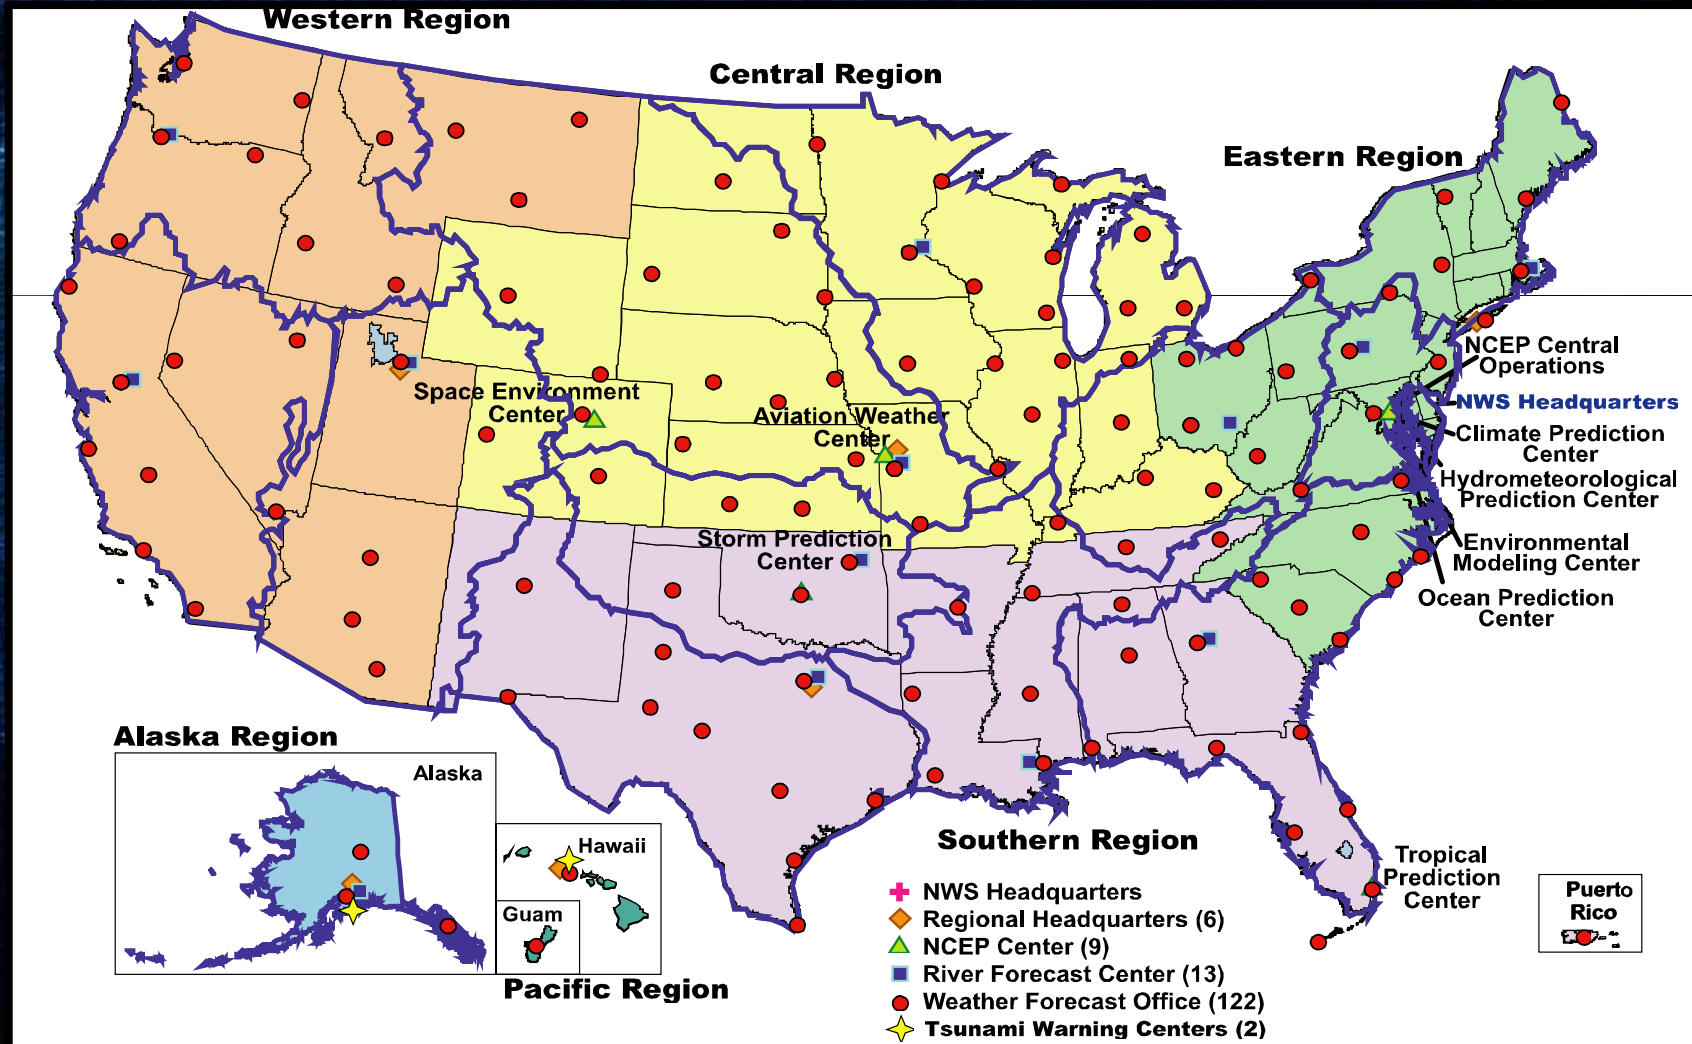 Western Region
Central Region
Eastern Region
NCEP Central
Operations
NWS Headquarters
Space Environment
Center
Aviation Weather
Center
Climate Prediction
Center
Hydrometeorological
Prediction Center
Storm Prediction
Center
Environmental
Modeling Center
Ocean Prediction
Center
Alaska Region
Alaska
Hawaii
Guam
Pacific Region
Southern Region
Tropical
Prediction
Center
Puerto
Rico
NWS Headquarters
Regional Headquarters (6)
NCEP Center (9)
River Forecast Center (13)
Weather Forecast Office (122)
Tsunami Warning Centers (2)